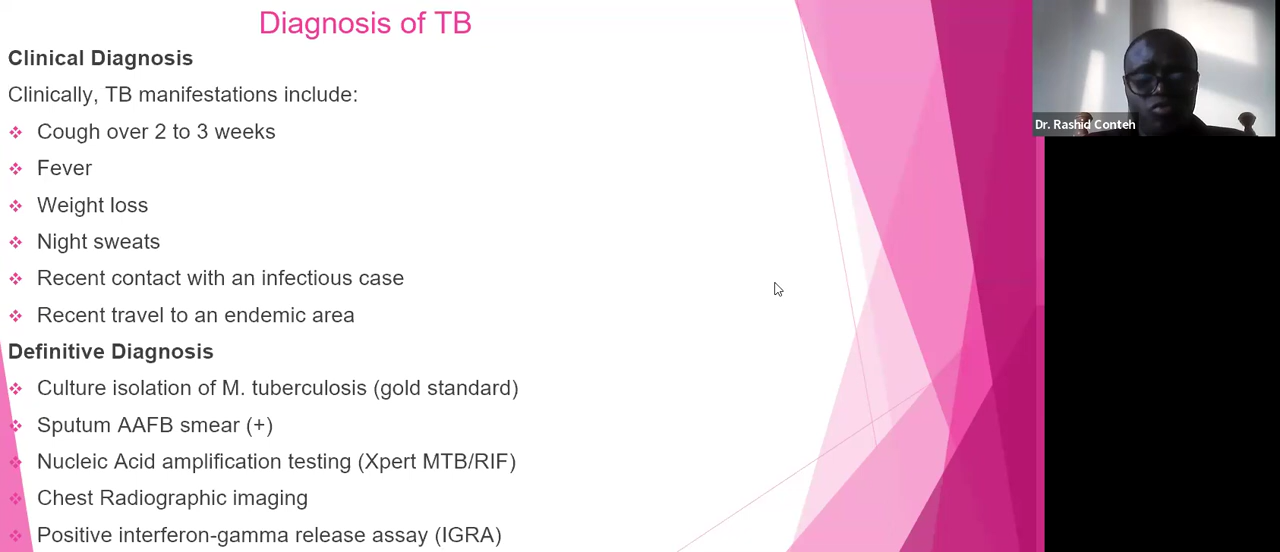 Diagnosis of TB
Clinical Diagnosis
Clinically, TB manifestations include:
Cough over 2 to 3 weeks
Fever
Weight loss
Night sweats
Recent contact with an infectious case
Recent travel to an endemic area
Definitive Diagnosis
Culture isolation of M. tuberculosis (gold standard)
Sputum AAFB smear (+)
Nucleic Acid amplification testing (Xpert MTB/RIF)
Chest Radiographic imaging
Positive interferon-gamma release assay (IGRA)
Dr. Rashid Conteh